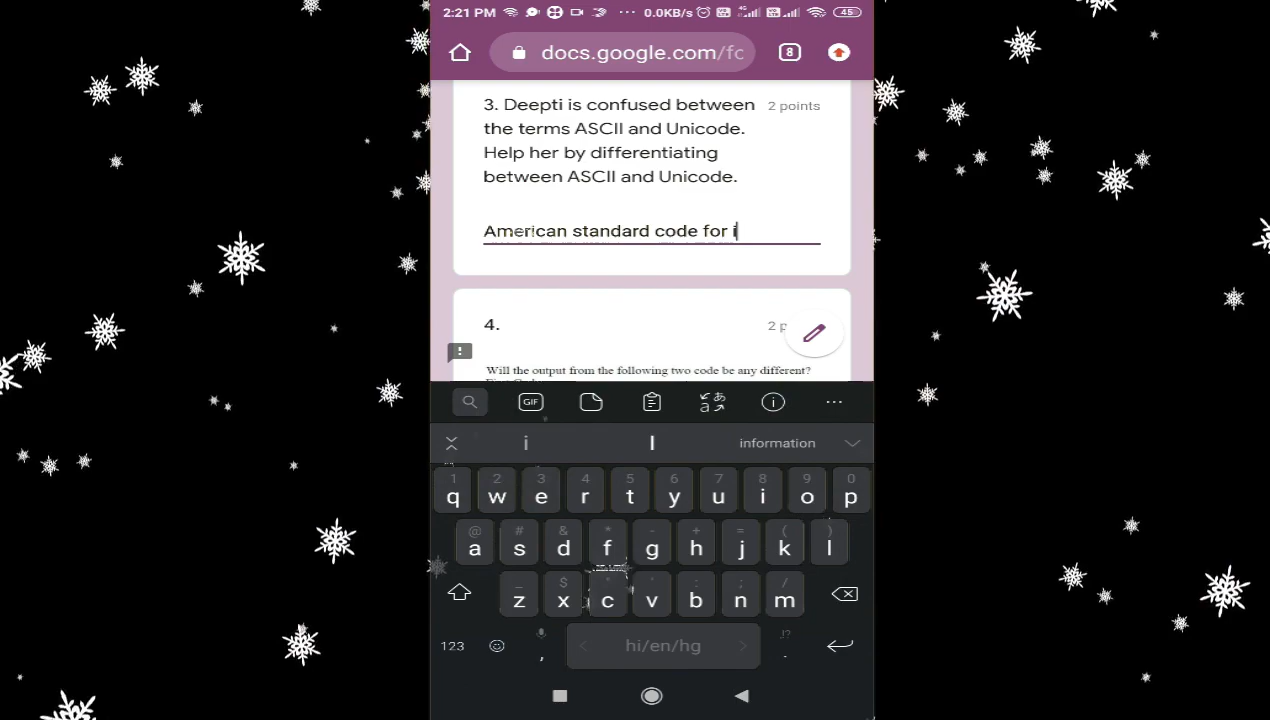 2:21 PM 0.0KB/s 4G 45
docs.google.com/fo 8
3. Deepti is confused between 2 points
the terms ASCII and Unicode.
Help her by differentiating
between ASCII and Unicode.
American standard code for i
4. 2 p
Will the output from the following two code be any different?
GIF
i I information
1 2 3 4 5 6 7 8 9 0
q w e r t y u i o p
@ # & * - + = ( )
a s d f g h j k l
_ $ " ' : ; /
z x c v b n m
!?
123 , hi/en/hg .